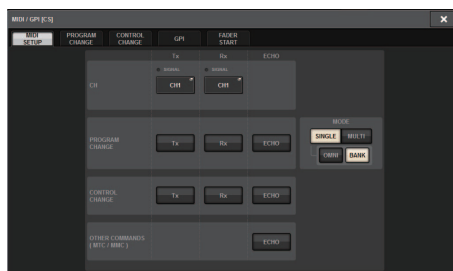 MIDI / GPI [CS]
MIDI SETUP
PROGRAM CHANGE
CONTROL CHANGE
GPI
FADER START
Tx Rx ECHO
SIGNAL SIGNAL
CH CH1 CH1
MODE
PROGRAM CHANGE Tx Rx ECHO
SINGLE MULTI
OMNI BANK
CONTROL CHANGE Tx Rx ECHO
OTHER COMMANDS
( MTC / MMC ) ECHO